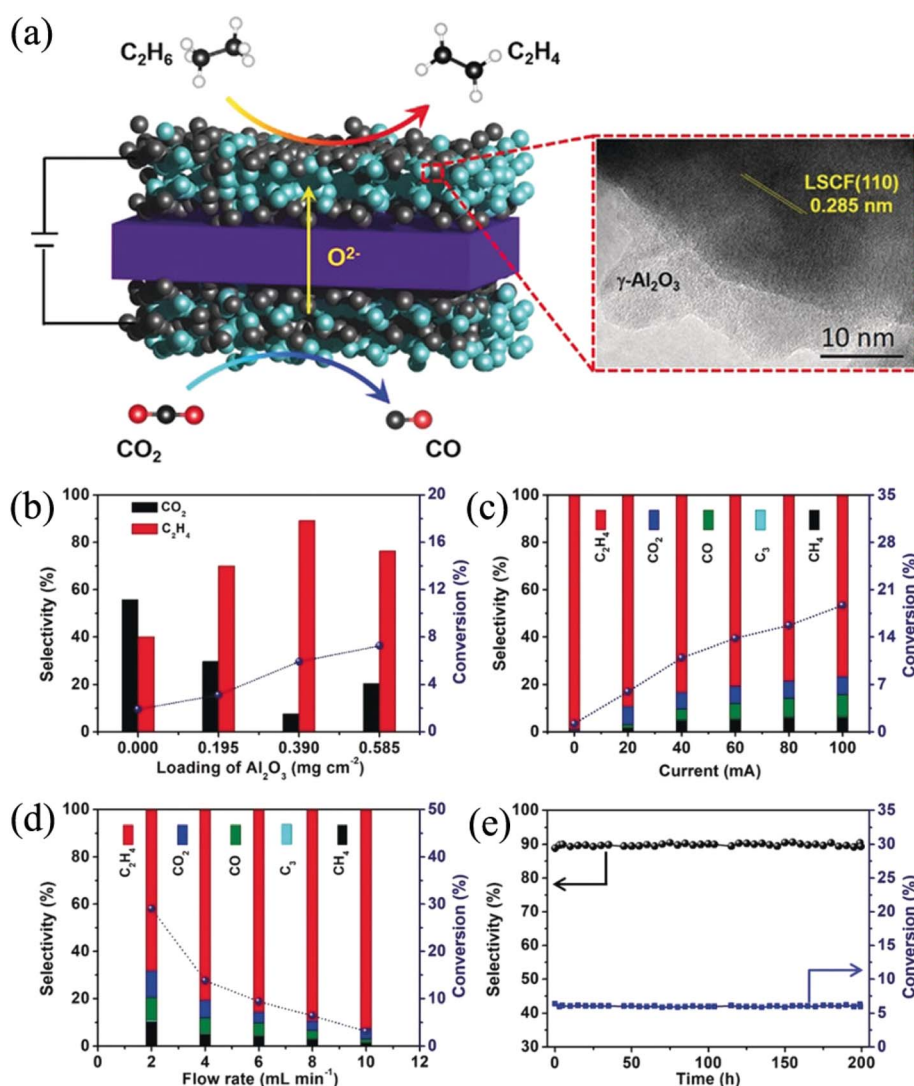 (a)
C₂H₆
C₂H₄
O²⁻
CO₂
CO
LSCF(110)
0.285 nm
γ-Al₂O₃
10 nm
(b)
100
80
60
40
20
0
Selectivity (%)
CO₂
C₂H₄
20
16
12
8
4
0
Conversion (%)
0.000 0.195 0.390 0.585
Loading of Al₂O₃ (mg cm⁻²)
(c)
100
80
60
40
20
0
Selectivity (%)
C₂H₄
CO₂
CO
C₃
CH₄
35
28
21
14
7
0
Conversion (%)
0 20 40 60 80 100
Current (mA)
(d)
100
80
60
40
20
0
Selectivity (%)
C₂H₄
CO₂
CO
C₃
CH₄
50
40
30
20
10
0
Conversion (%)
0 2 4 6 8 10 12
Flow rate (mL min⁻¹)
(e)
100
90
80
70
60
50
40
30
Selectivity (%)
35
30
25
20
15
10
5
0
Conversion (%)
0 50 100 150 200
Time (h)